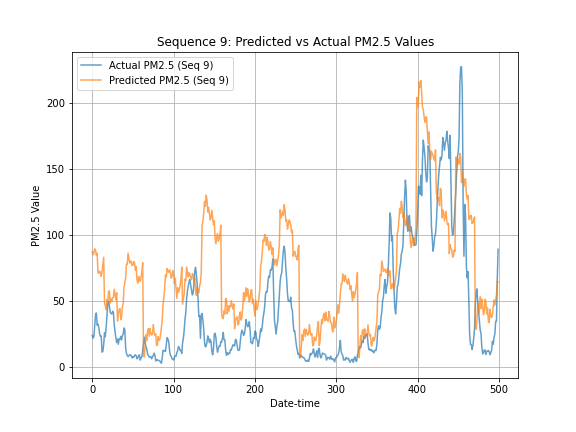 Sequence 9: Predicted vs Actual PM2.5 Values
Actual PM2.5 (Seq 9)
Predicted PM2.5 (Seq 9)
PM2.5 Value
200
150
100
50
0
0 100 200 300 400 500
Date-time